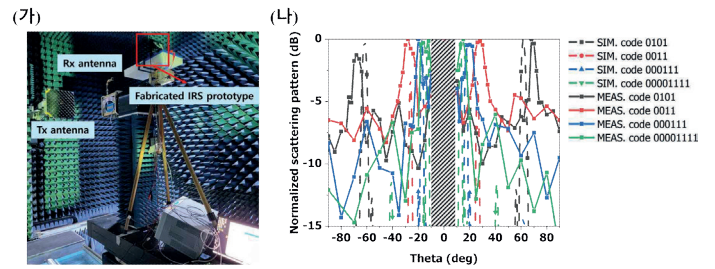 (가)
Rx antenna
Fabricated IRS prototype
Tx antenna
(나)
Normalized scattering pattern (dB)
0
-5
-10
-15
-80 -60 -40 -20 0 20 40 60 80
Theta (deg)
SIM. code 0101
SIM. code 0011
SIM. code 000111
SIM. code 00001111
MEAS. code 0101
MEAS. code 0011
MEAS. code 000111
MEAS. code 00001111